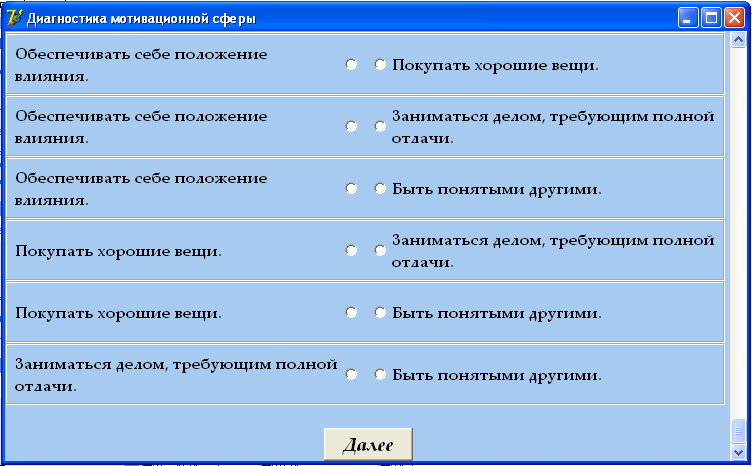 Диагностика мотивационной сферы
Обеспечивать себе положение
влияния.
Покупать хорошие вещи.
Обеспечивать себе положение
влияния.
Заниматься делом, требующим полной
отдачи.
Обеспечивать себе положение
влияния.
Быть понятыми другими.
Покупать хорошие вещи.
Заниматься делом, требующим полной
отдачи.
Покупать хорошие вещи.
Быть понятыми другими.
Заниматься делом, требующим полной
отдачи.
Быть понятыми другими.
Далее